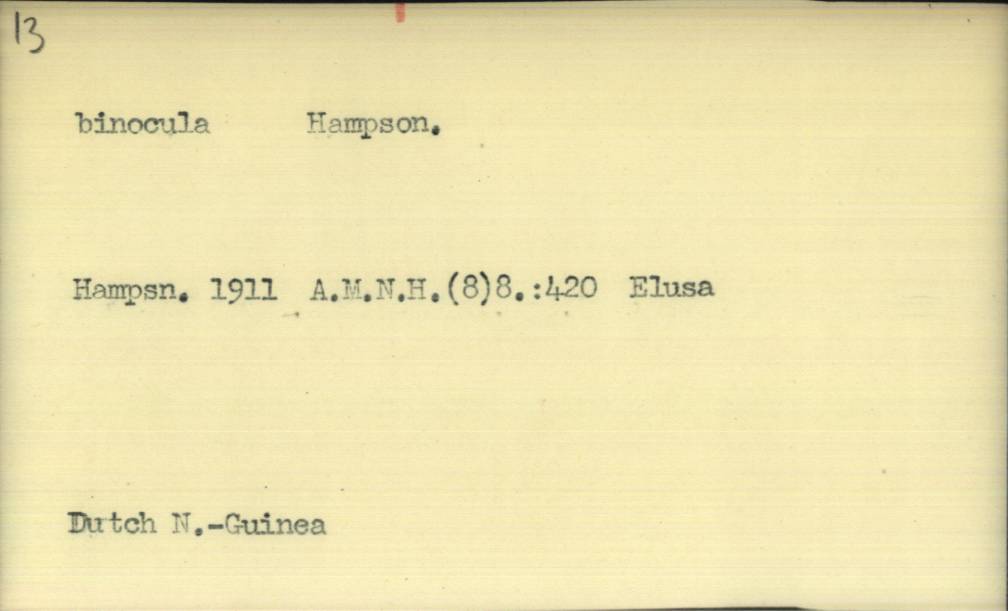 13
binocula Hampson.
Hampsn. 1911 A.M.N.H.(8)8.:420 Elusa
Dutch N.-Guinea